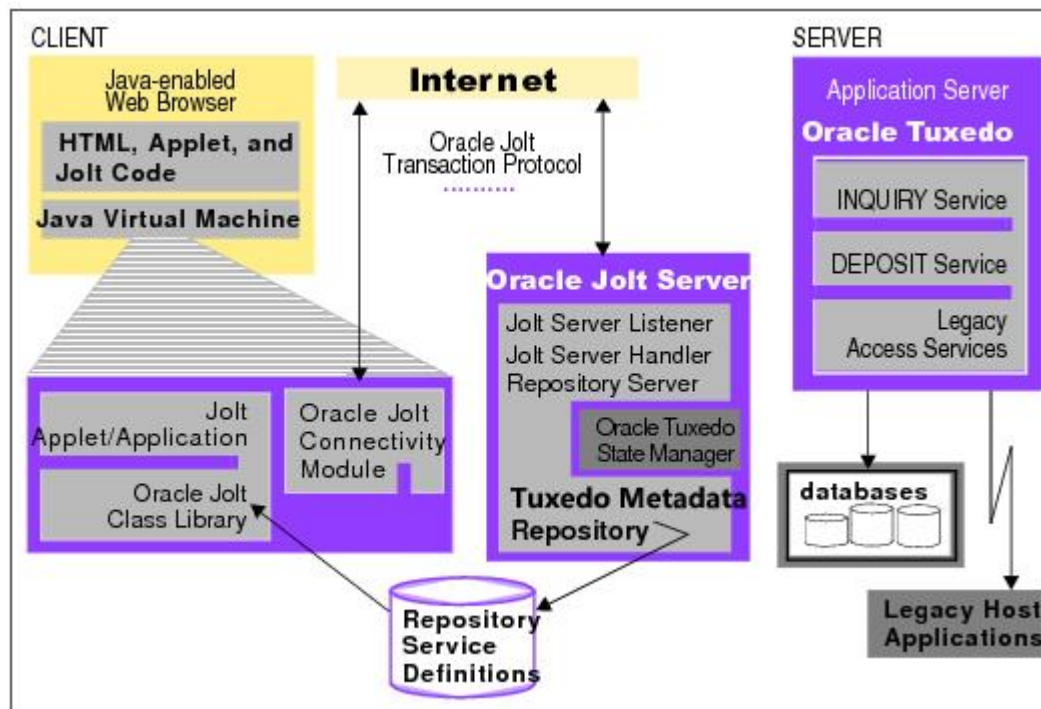 CLIENT
Java-enabled
Web Browser
HTML, Applet, and
Jolt Code
Java Virtual Machine
Internet
Oracle Jolt
Transaction Protocol
SERVER
Application Server
Oracle Tuxedo
INQUIRY Service
DEPOSIT Service
Legacy
Access Services
Oracle Jolt Server
Jolt Server Listener
Jolt Server Handler
Repository Server
Oracle Tuxedo
State Manager
Tuxedo Metadata
Repository
Jolt
Applet/Application
Oracle Jolt
Class Library
Oracle Jolt
Connectivity
Module
databases
Repository
Service
Definitions
Legacy Host
Applications